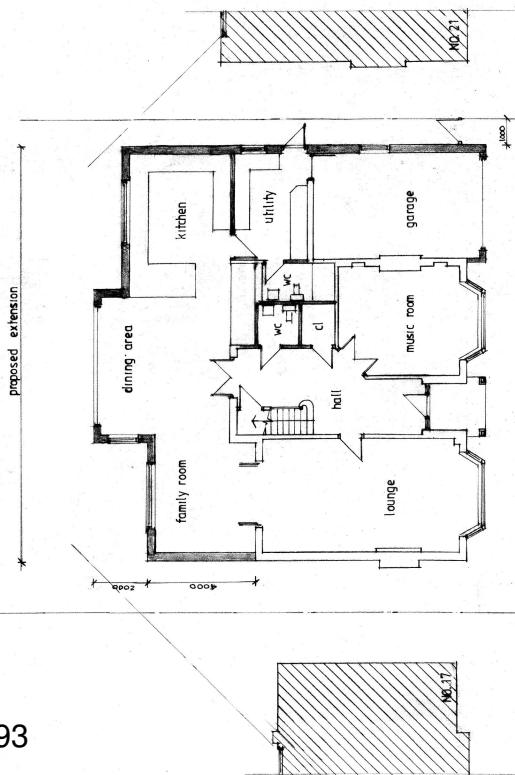 NO. 21
1000
proposed extension
kitchen
utility
garage
wc
wc
cl
music room
dining area
hall
family room
lounge
2000
4000
NO. 17
93